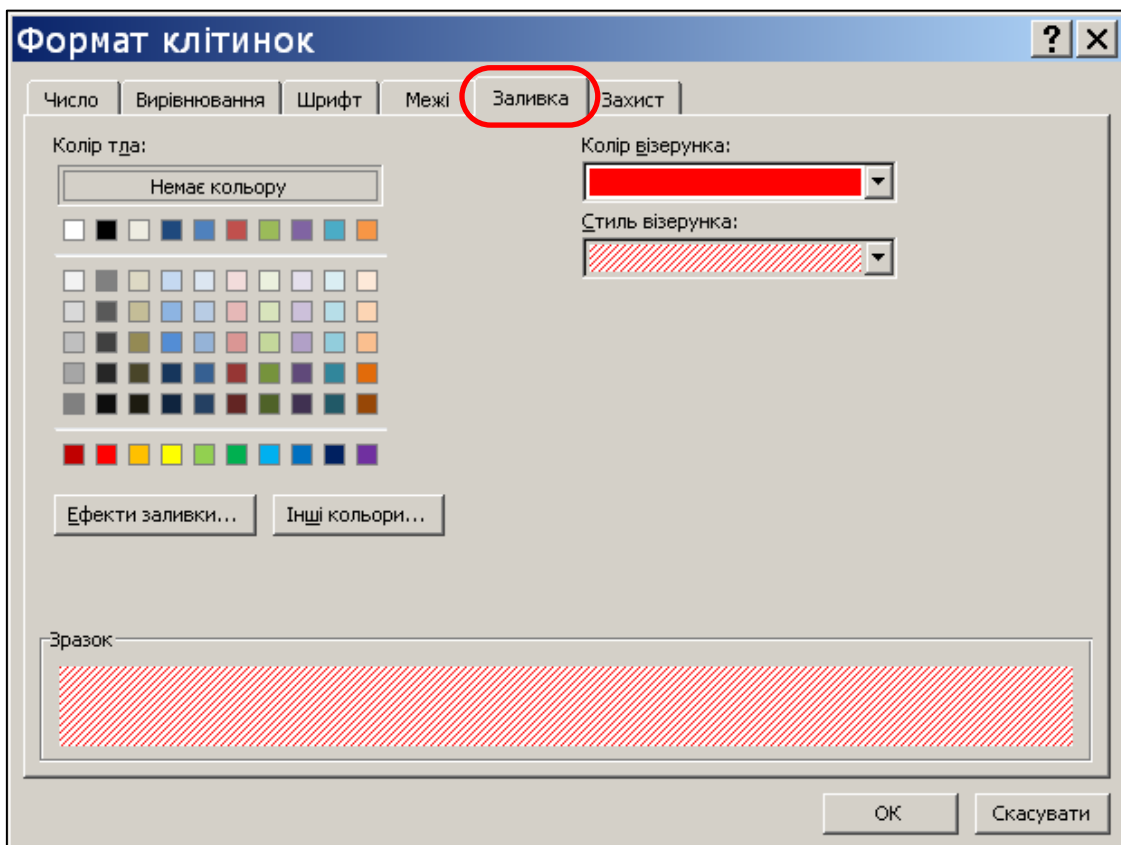 Формат клітинок
Число Вирівнювання Шрифт Межі Заливка Захист
Колір тла:
Немає кольору
Колір візерунка:
Стиль візерунка:
Ефекти заливки... Інші кольори...
Зразок
ОК Скасувати